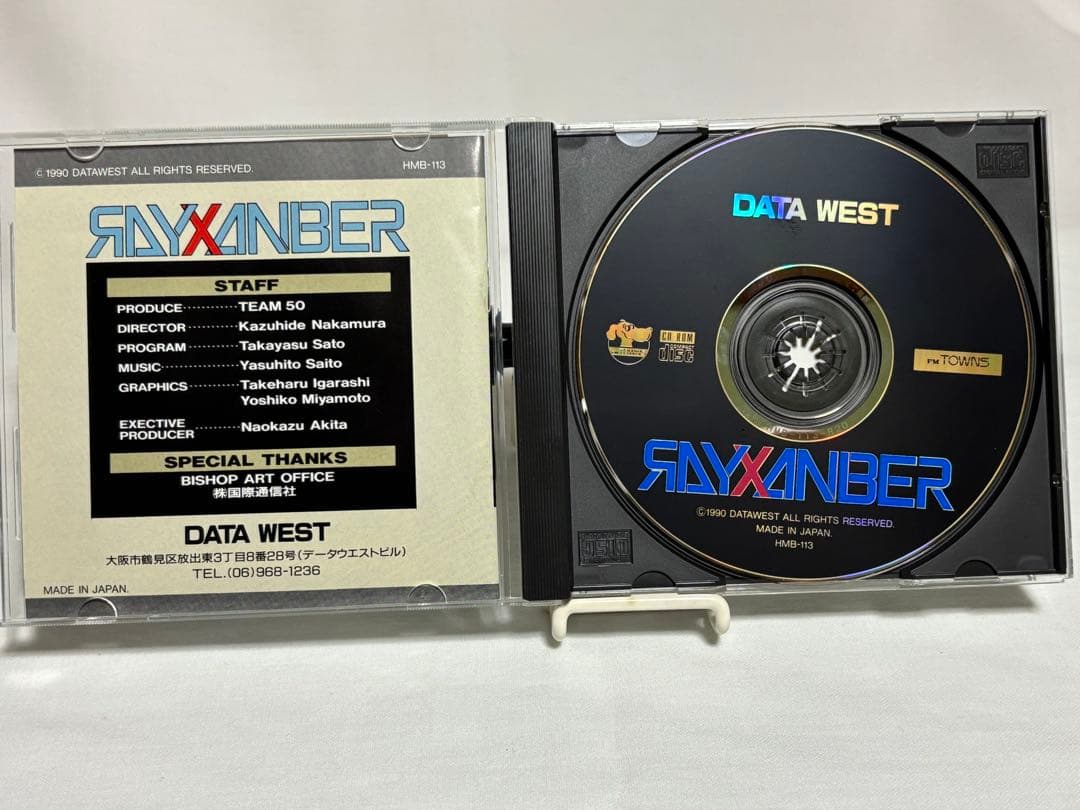 © 1990 DATAWEST ALL RIGHTS RESERVED.
HMB-113
RAYXANBER
STAFF
PRODUCE············TEAM 50
DIRECTOR············Kazuhide Nakamura
PROGRAM············Takayasu Sato
MUSIC············Yasuhito Saito
GRAPHICS············Takeharu Igarashi
Yoshiko Miyamoto
EXECTIVE
PRODUCER············Naokazu Akita
SPECIAL THANKS
BISHOP ART OFFICE
㈱国際通信社
DATA WEST
大阪市鶴見区放出東3丁目8番28号(データウエストビル)
TEL.(06)968-1236
MADE IN JAPAN.
DATA WEST
CD-ROM
COMPACT
disc
FM TOWNS
RAYXANBER
©1990 DATAWEST ALL RIGHTS RESERVED.
MADE IN JAPAN.
HMB-113